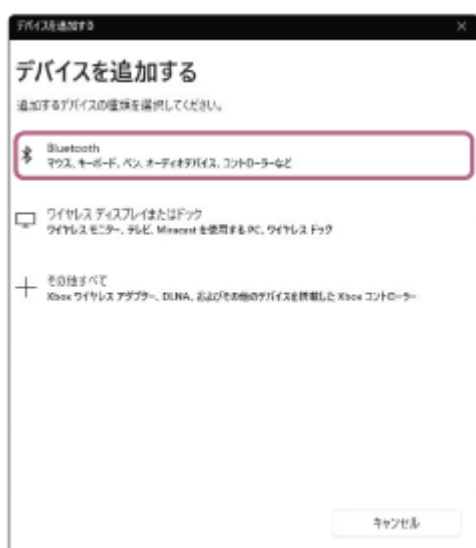 デバイスを追加する
デバイスを追加する
追加するデバイスの種類を選択してください。
Bluetooth
マウス、キーボード、ペン、オーディオデバイス、コントローラーなど
ワイヤレス ディスプレイまたはドック
ワイヤレス モニター、テレビ、Miracast を使用する PC、ワイヤレス ドック
その他すべて
Xbox ワイヤレス アダプター、DLNA、およびその他のデバイスを搭載した Xbox コントローラー
キャンセル